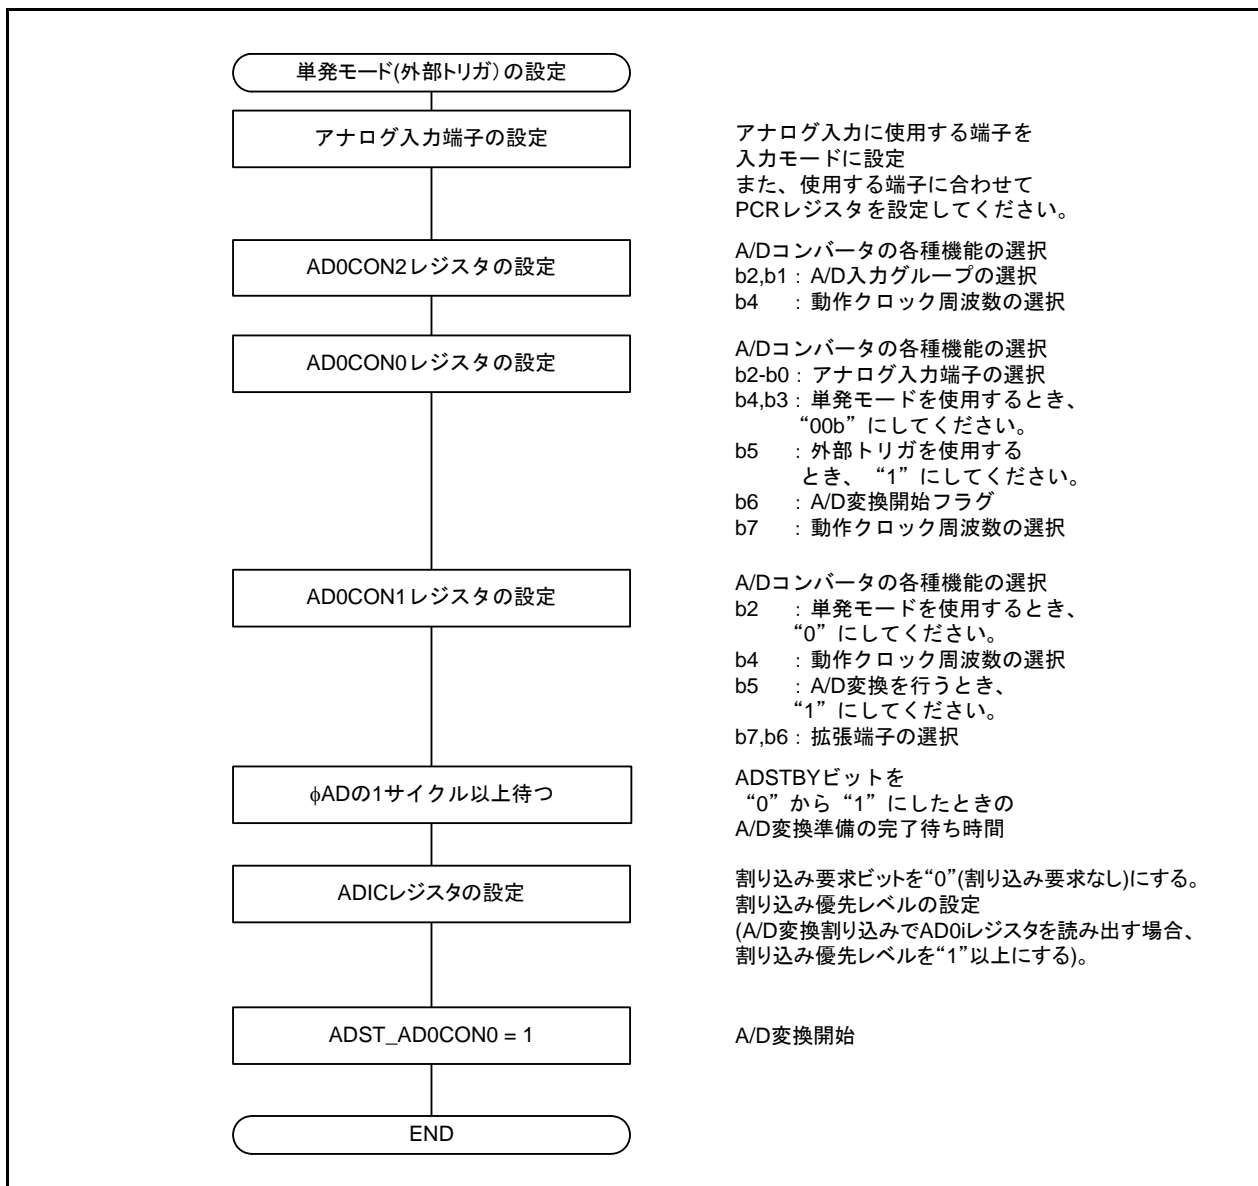 単発モード(外部トリガ)の設定
アナログ入力端子の設定
アナログ入力に使用する端子を
入力モードに設定
また、使用する端子に合わせて
PCRレジスタを設定してください。
AD0CON2レジスタの設定
A/Dコンバータの各種機能の選択
b2,b1 : A/D入力グループの選択
b4 : 動作クロック周波数の選択
AD0CON0レジスタの設定
A/Dコンバータの各種機能の選択
b2-b0 : アナログ入力端子の選択
b4,b3 : 単発モードを使用するとき、
“00b” にしてください。
b5 : 外部トリガを使用する
とき、 “1” にしてください。
b6 : A/D変換開始フラグ
b7 : 動作クロック周波数の選択
AD0CON1レジスタの設定
A/Dコンバータの各種機能の選択
b2 : 単発モードを使用するとき、
“0” にしてください。
b4 : 動作クロック周波数の選択
b5 : A/D変換を行うとき、
“1” にしてください。
b7,b6 : 拡張端子の選択
φADの1サイクル以上待つ
ADSTBYビットを
“0” から “1” にしたときの
A/D変換準備の完了待ち時間
ADICレジスタの設定
割り込み要求ビットを“0”(割り込み要求なし)にする。
割り込み優先レベルの設定
(A/D変換割り込みでAD0iレジスタを読み出す場合、
割り込み優先レベルを“1”以上にする)。
ADST_AD0CON0 = 1
A/D変換開始
END